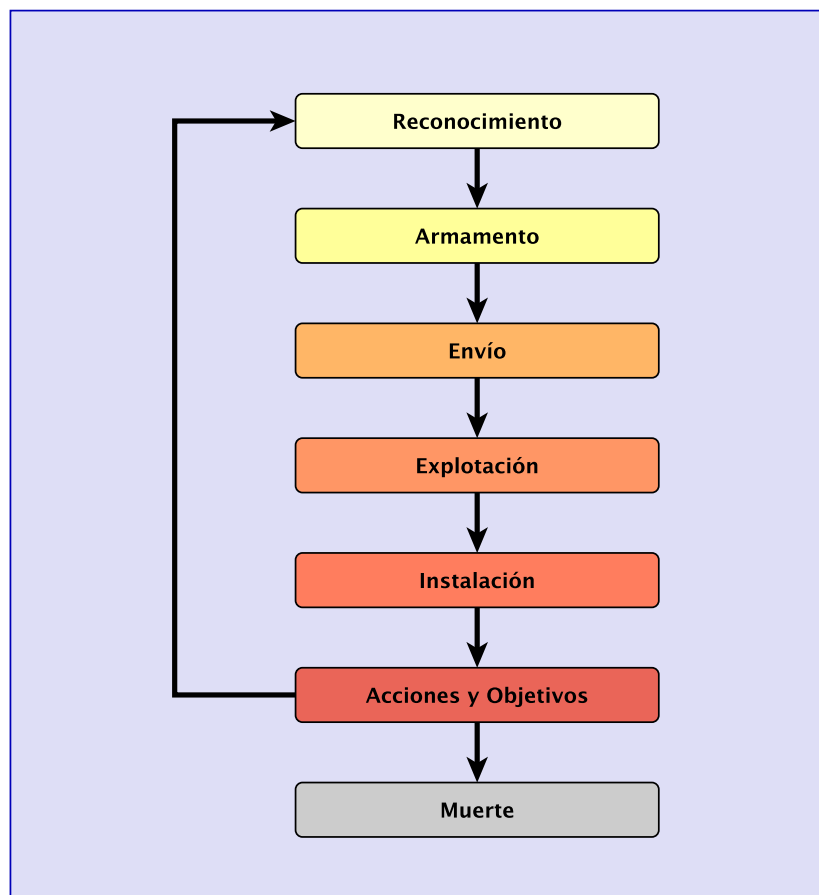 Reconocimiento
Armamento
Envío
Explotación
Instalación
Acciones y Objetivos
Muerte